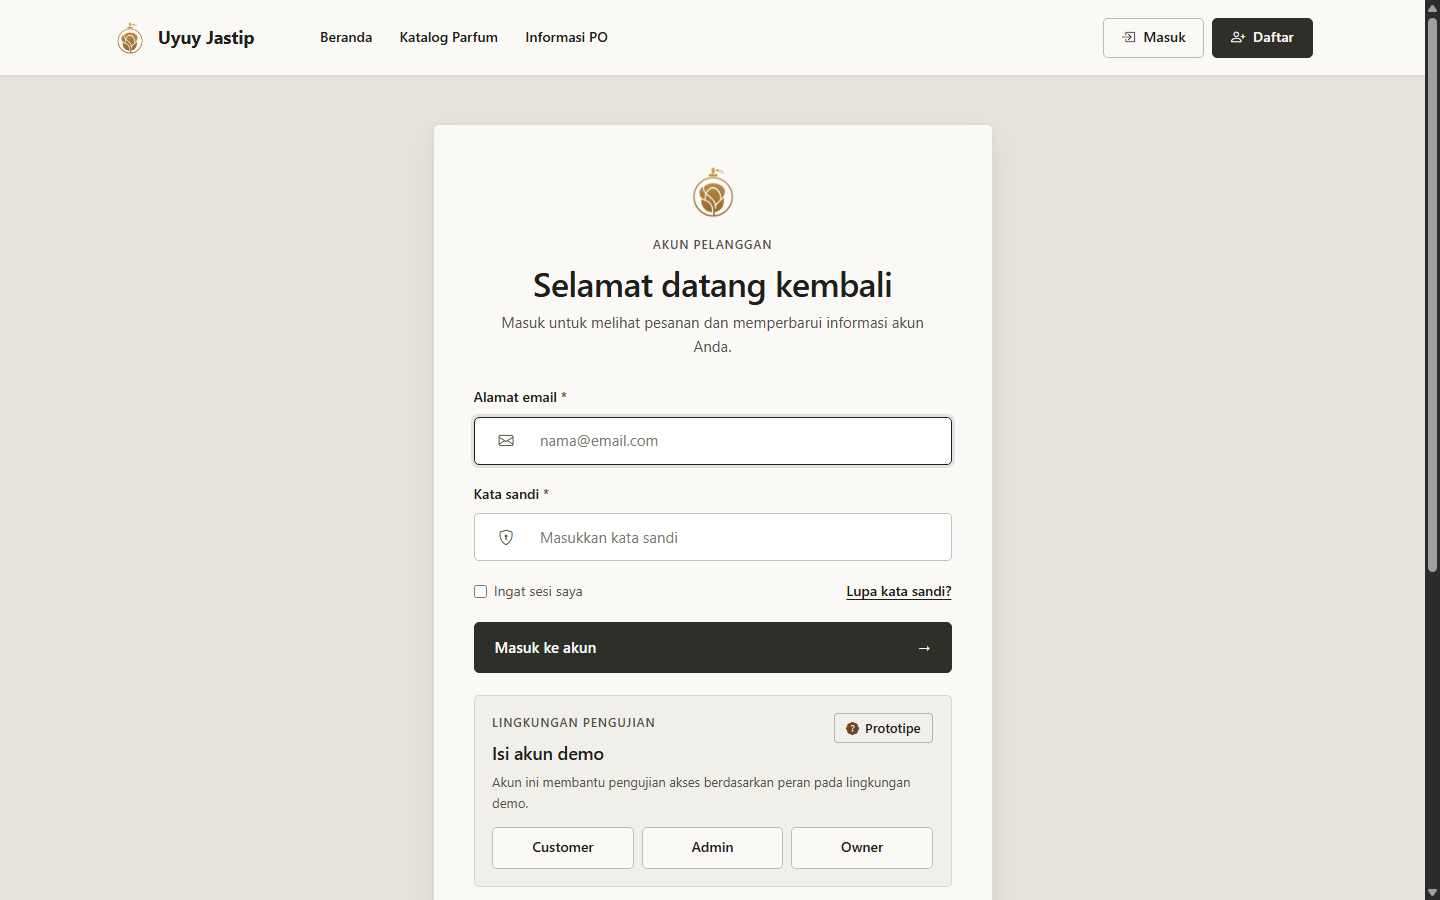 Uyuy Jastip
Beranda
Katalog Parfum
Informasi PO
Masuk
Daftar
AKUN PELANGGAN
Selamat datang kembali
Masuk untuk melihat pesanan dan memperbarui informasi akun
Anda.
Alamat email *
nama@email.com
Kata sandi *
Masukkan kata sandi
Ingat sesi saya
Lupa kata sandi?
Masuk ke akun →
LINGKUNGAN PENGUJIAN
Prototipe
Isi akun demo
Akun ini membantu pengujian akses berdasarkan peran pada lingkungan
demo.
Customer
Admin
Owner